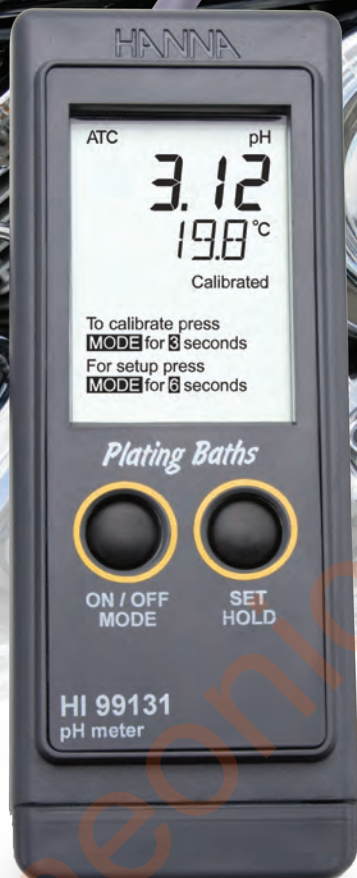 HANNA
ATC pH
3.12
19.8 °C
Calibrated
To calibrate press
MODE for 3 seconds
For setup press
MODE for 6 seconds
Plating Baths
ON / OFF
MODE
SET
HOLD
HI 99131
pH meter